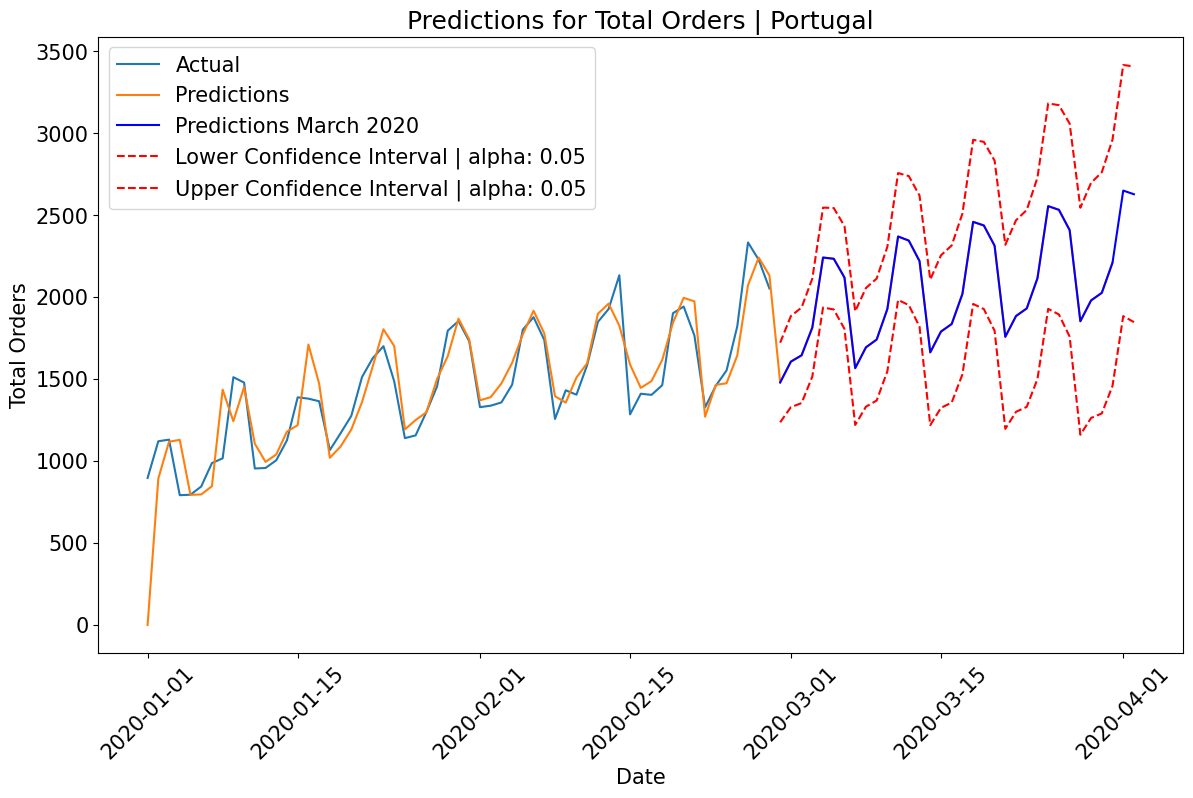 Predictions for Total Orders | Portugal
Actual
Predictions
Predictions March 2020
Lower Confidence Interval | alpha: 0.05
Upper Confidence Interval | alpha: 0.05
Total Orders
3500
3000
2500
2000
1500
1000
500
0
2020-01-01
2020-01-15
2020-02-01
2020-02-15
2020-03-01
2020-03-15
2020-04-01
Date